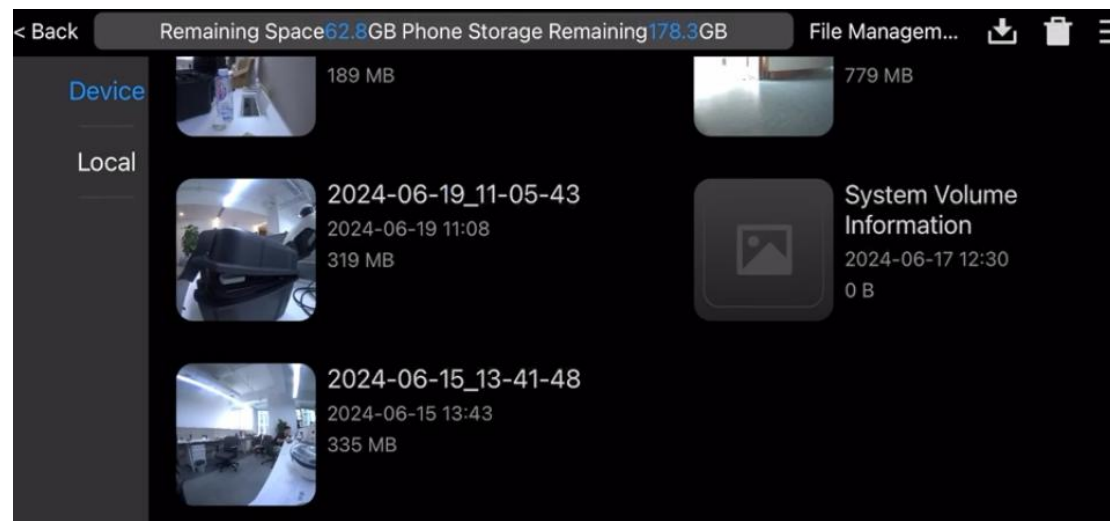 < Back
Remaining Space62.8GB Phone Storage Remaining178.3GB
File Managem...
Device
Local
189 MB
779 MB
2024-06-19_11-05-43
2024-06-19 11:08
319 MB
System Volume
Information
2024-06-17 12:30
0 B
2024-06-15_13-41-48
2024-06-15 13:43
335 MB